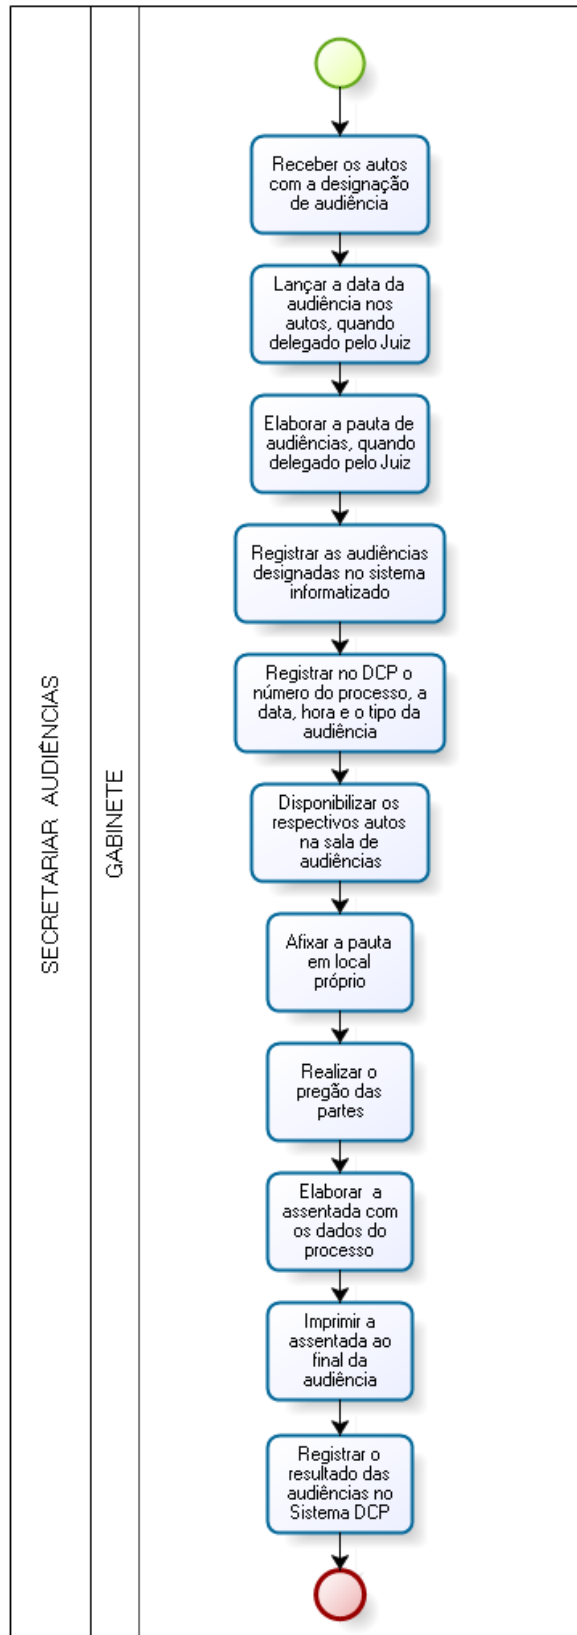 SECRETARIAR AUDIÊNCIAS
GABINETE
Receber os autos
com a designação
de audiência
Lançar a data da
audiência nos
autos, quando
delegado pelo Juiz
Elaborar a pauta de
audiências, quando
delegado pelo Juiz
Registrar as audiências
designadas no sistema
informatizado
Registrar no DCP o
número do processo, a
data, hora e o tipo da
audiência
Disponibilizar os
respectivos autos
na sala de
audiências
Afixar a pauta
em local
próprio
Realizar o
pregão das
partes
Elaborar a
assentada com
os dados do
processo
Imprimir a
assentada ao
final da
audiência
Registrar o
resultado das
audiências no
Sistema DCP